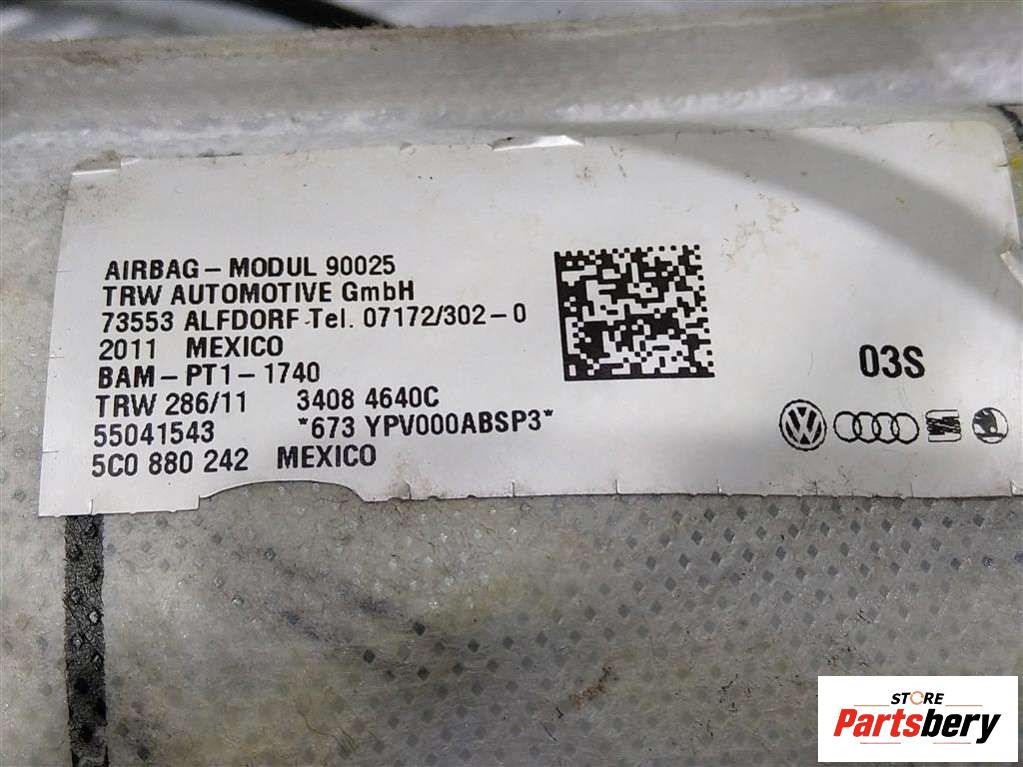 AIRBAG - MODUL 90025
TRW AUTOMOTIVE GmbH
73553 ALFDORF Tel. 07172/302-0
2011 MEXICO
BAM-PT1-1740
TRW 286/11 3408 4640C
55041543 *673 YPV000ABSP3*
5C0 880 242 MEXICO
03S
STORE
Partsbery